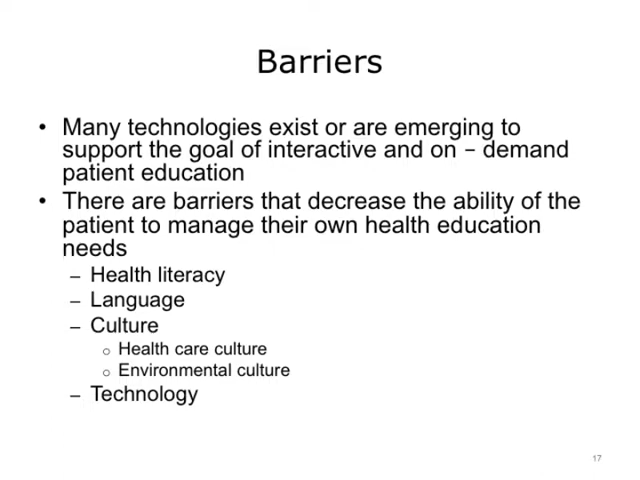 Barriers
• Many technologies exist or are emerging to
support the goal of interactive and on – demand
patient education
• There are barriers that decrease the ability of the
patient to manage their own health education
needs
– Health literacy
– Language
– Culture
o Health care culture
o Environmental culture
– Technology
17